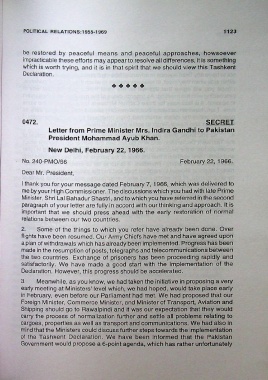 POLITICAL RELATIONS: 1955-1969 1123
be restored by peaceful means and peaceful approaches, howsoever
impracticable these efforts may appear to resolve all differences. It is something
which is worth trying, and it is in that spirit that we should view this Tashkent
Declaration.
♦ ♦ ♦ ♦ ♦
0472. SECRET
Letter from Prime Minister Mrs. Indira Gandhi to Pakistan
President Mohammad Ayub Khan.
New Delhi, February 22, 1966.
No. 240-PMO/66 February 22, 1966.
Dear Mr. President,
I thank you for your message dated February 7, 1966, which was delivered to
me by your High Commissioner. The discussions which you had with late Prime
Minister, Shri Lal Bahadur Shastri, and to which you have referred in the second
paragraph of your letter are fully in accord with our thinking and approach. It is
important that we should press ahead with the early restoration of normal
relations between our two countries.
2. Some of the things to which you refer have already been done. Over
flights have been resumed. Our Army Chiefs have met and have agreed upon
a plan of withdrawals which has already been implemented. Progress has been
made in the resumption of posts, telegraphs and telecommunications between
the two countries. Exchange of prisoners has been proceeding rapidly and
satisfactorily. We have made a good start with the implementation of the
Declaration. However, this progress should be accelerated.
3. Meanwhile, as you know, we had taken the initiative in proposing a very
early meeting at Ministers' level which, we had hoped, would take place early
in February, even before our Parliament had met. We had proposed that our
Foreign Minister, Commerce Minister, and Minister of Transport, Aviation and
Shipping should go to Rawalpindi and it was our expectation that they would
carry the process of normalization further and settle all problems relating to
cargoes, properties as well as transport and communications. We had also in
mind that the Ministers could discuss further steps towards the implementation
of the Tashkent Declaration. We have been informed that the Pakistan
Government would propose a 6-point agenda, which has rather unfortunately